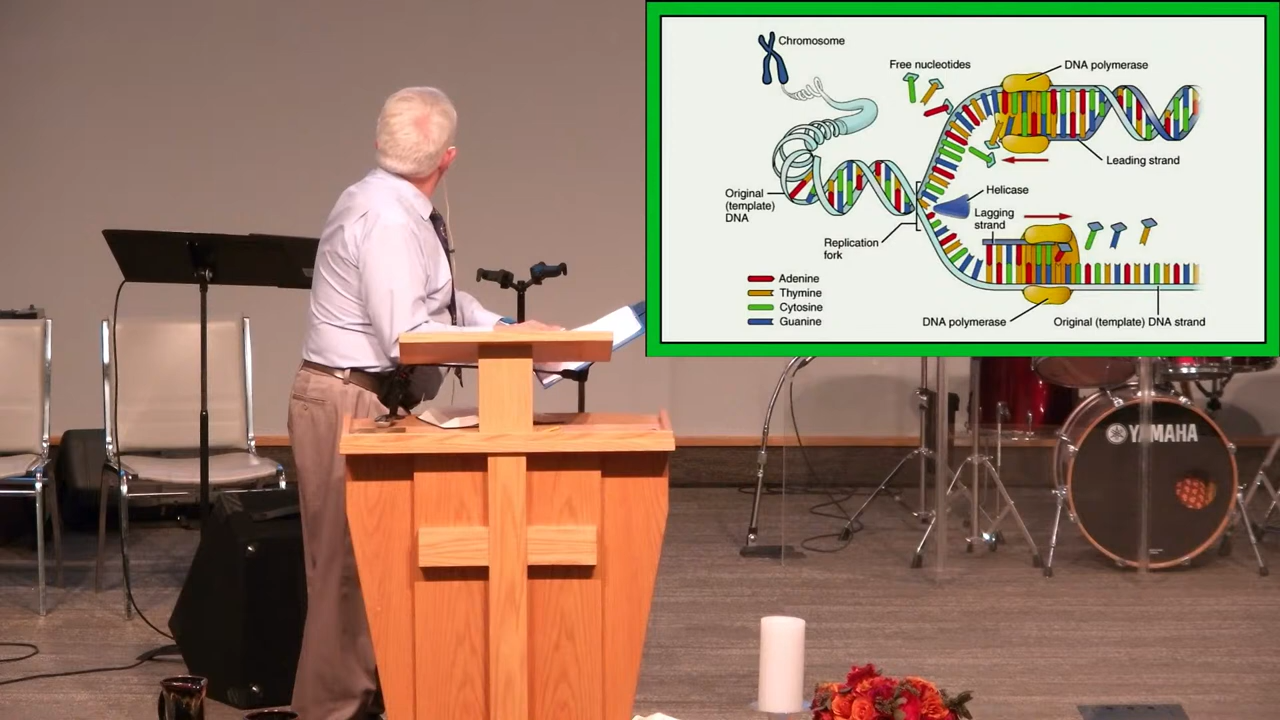 Chromosome
Free nucleotides
DNA polymerase
Leading strand
Original
(template)
DNA
Helicase
Lagging
strand
Replication
fork
Adenine
Thymine
Cytosine
Guanine
DNA polymerase
Original (template) DNA strand
YAMAHA